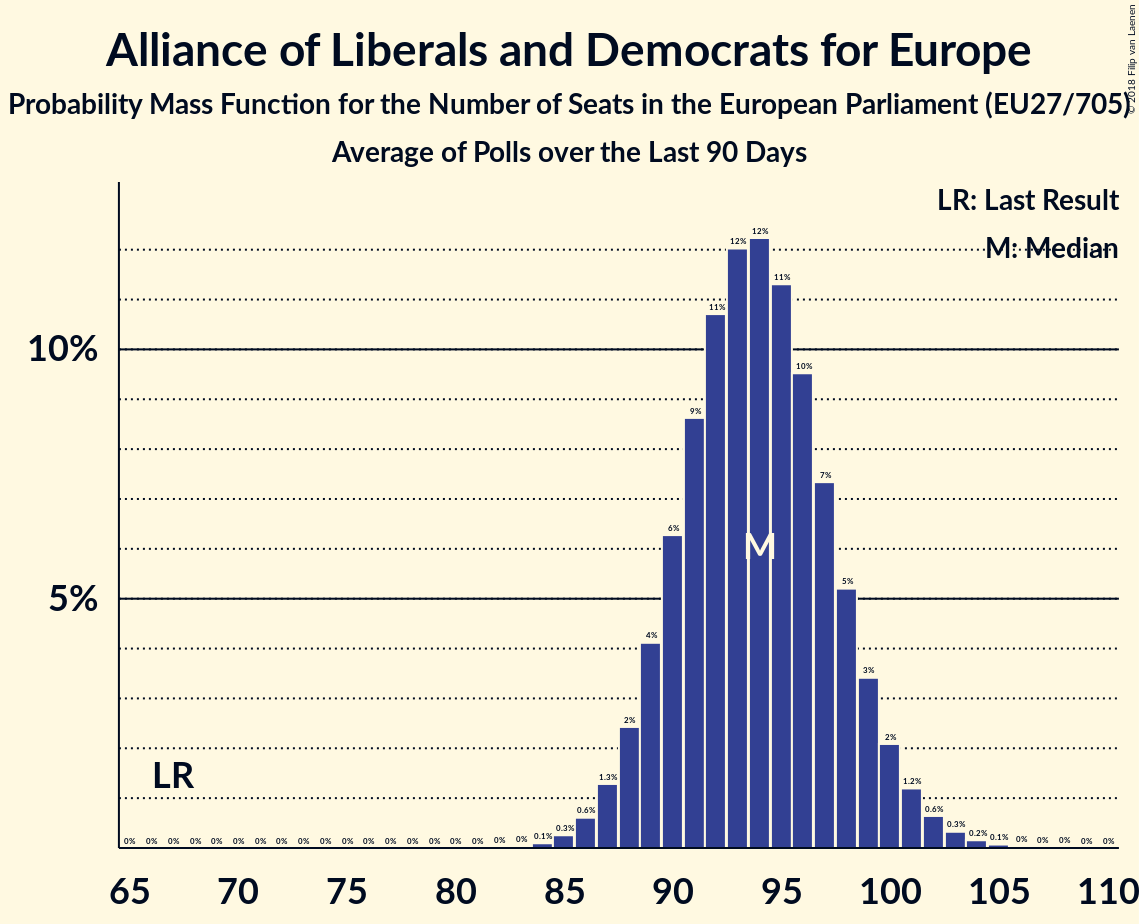 Alliance of Liberals and Democrats for Europe
Probability Mass Function for the Number of Seats in the European Parliament (EU27/705)
Average of Polls over the Last 90 Days
© 2018 Filip van Laenen
LR: Last Result
M: Median
10%
5%
LR
M
0% 0% 0% 0% 0% 0% 0% 0% 0% 0% 0% 0% 0% 0% 0% 0% 0% 0% 0% 0.1% 0.3% 0.6% 1.3% 2% 4% 6% 9% 11% 12% 12% 11% 10% 7% 5% 3% 2% 1.2% 0.6% 0.3% 0.2% 0.1% 0% 0% 0% 0% 0%
65 70 75 80 85 90 95 100 105 110